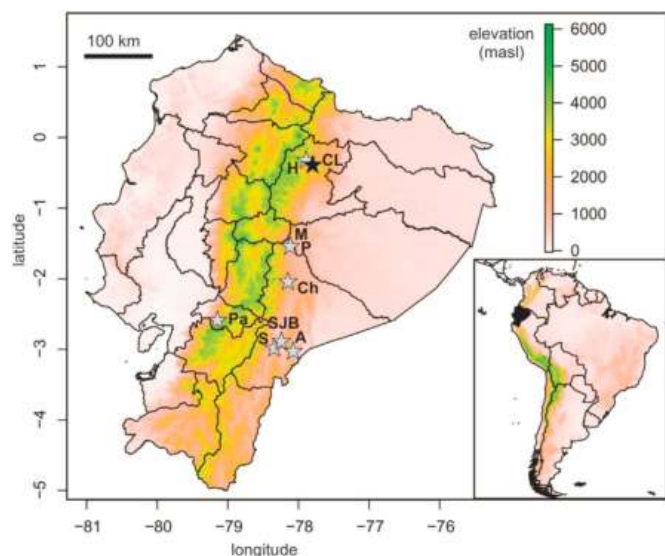 100 km
elevation
(masl)
6000
5000
4000
3000
2000
1000
0
1
0
−1
−2
−3
−4
−5
latitude
H CL
M
P
Ch
Pa
SJB
S A
−81 −80 −79 −78 −77 −76
longitude